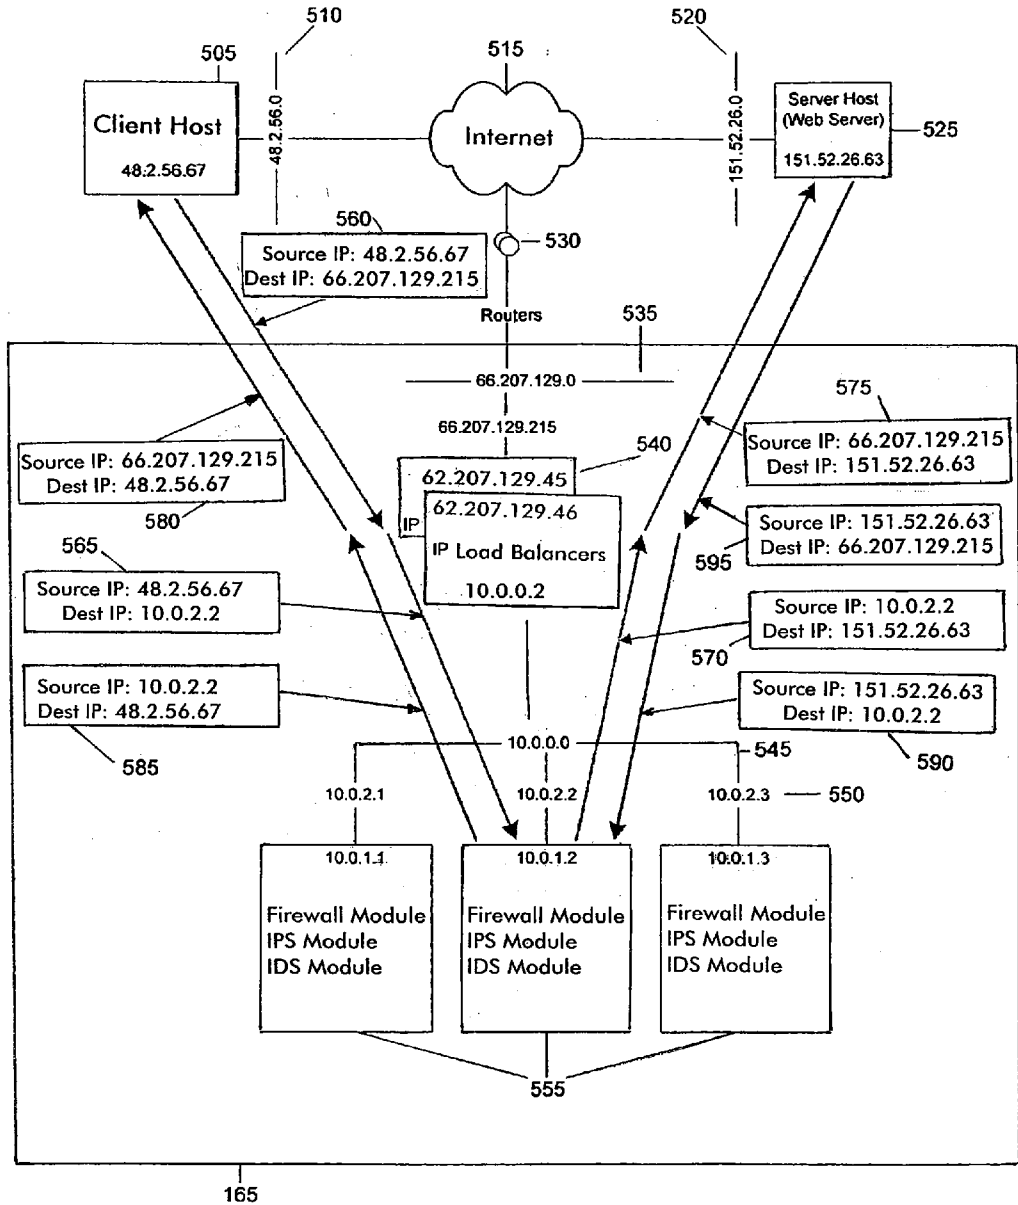 510
520
505
515
Client Host
48.2.56.67
48.2.56.0
Internet
151.52.26.0
Server Host
(Web Server)
151.52.26.63
525
560
Source IP: 48.2.56.67
Dest IP: 66.207.129.215
530
Routers
535
66.207.129.0
66.207.129.215
575
540
Source IP: 66.207.129.215
Dest IP: 48.2.56.67
580
62.207.129.45
IP
62.207.129.46
IP Load Balancers
10.0.0.2
Source IP: 66.207.129.215
Dest IP: 151.52.26.63
Source IP: 151.52.26.63
Dest IP: 66.207.129.215
595
565
Source IP: 48.2.56.67
Dest IP: 10.0.2.2
Source IP: 10.0.2.2
Dest IP: 151.52.26.63
570
Source IP: 10.0.2.2
Dest IP: 48.2.56.67
585
Source IP: 151.52.26.63
Dest IP: 10.0.2.2
590
10.0.0.0
545
10.0.2.1
10.0.2.2
10.0.2.3
550
10.0.1.1
Firewall Module
IPS Module
IDS Module
10.0.1.2
Firewall Module
IPS Module
IDS Module
10.0.1.3
Firewall Module
IPS Module
IDS Module
555
165